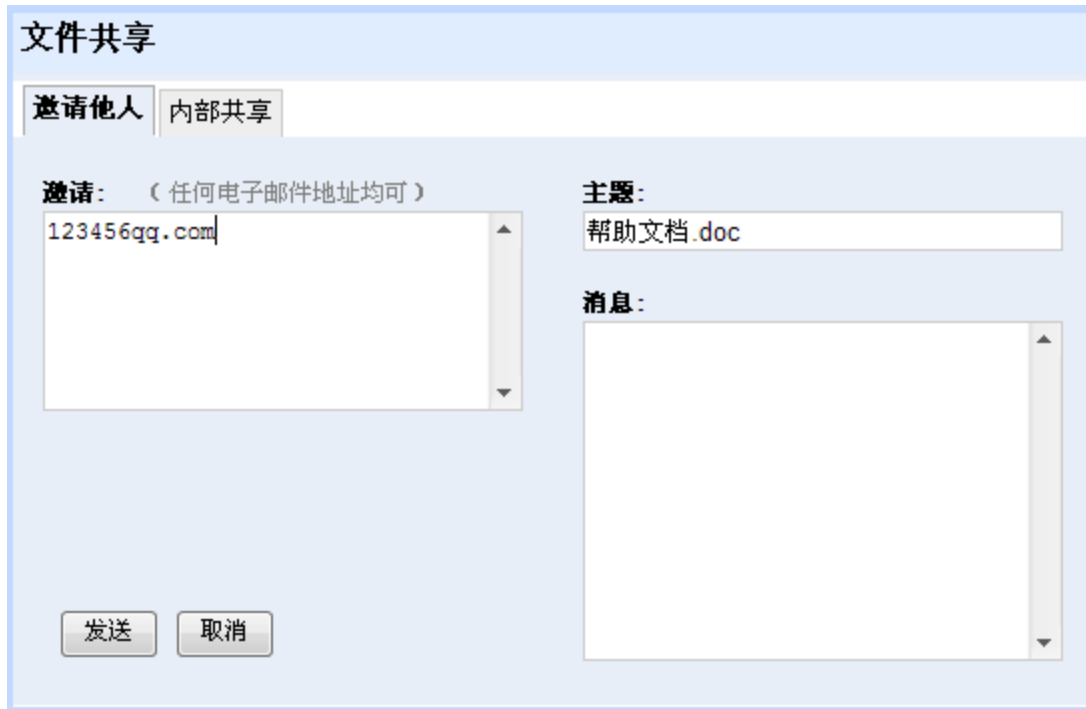 文件共享
邀请他人
内部共享
邀请: （任何电子邮件地址均可）
123456qq.com
主题:
帮助文档.doc
消息:
发送
取消